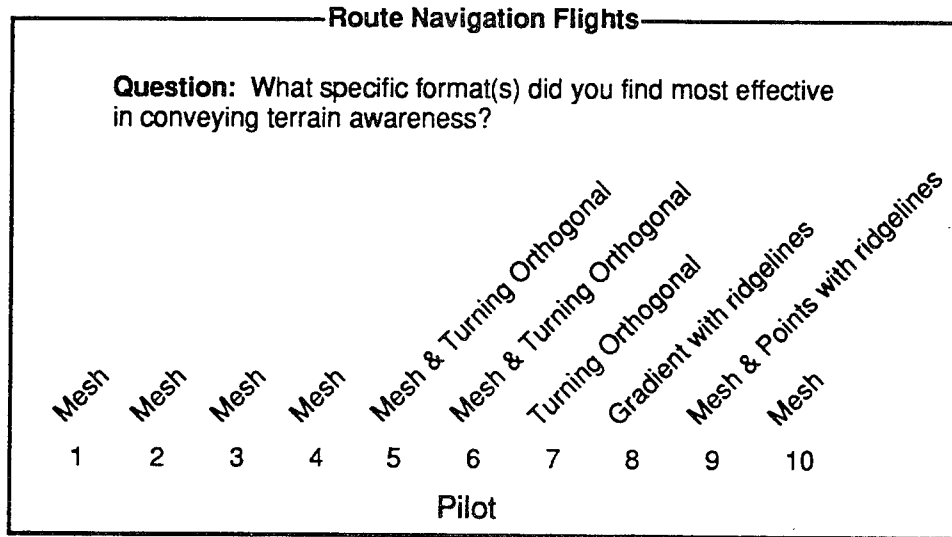 Route Navigation Flights
Question: What specific format(s) did you find most effective
in conveying terrain awareness?
Mesh
Mesh
Mesh
Mesh
Mesh & Turning Orthogonal
Mesh & Turning Orthogonal
Turning Orthogonal
Gradient with ridgelines
Mesh & Points with ridgelines
Mesh
1 2 3 4 5 6 7 8 9 10
Pilot